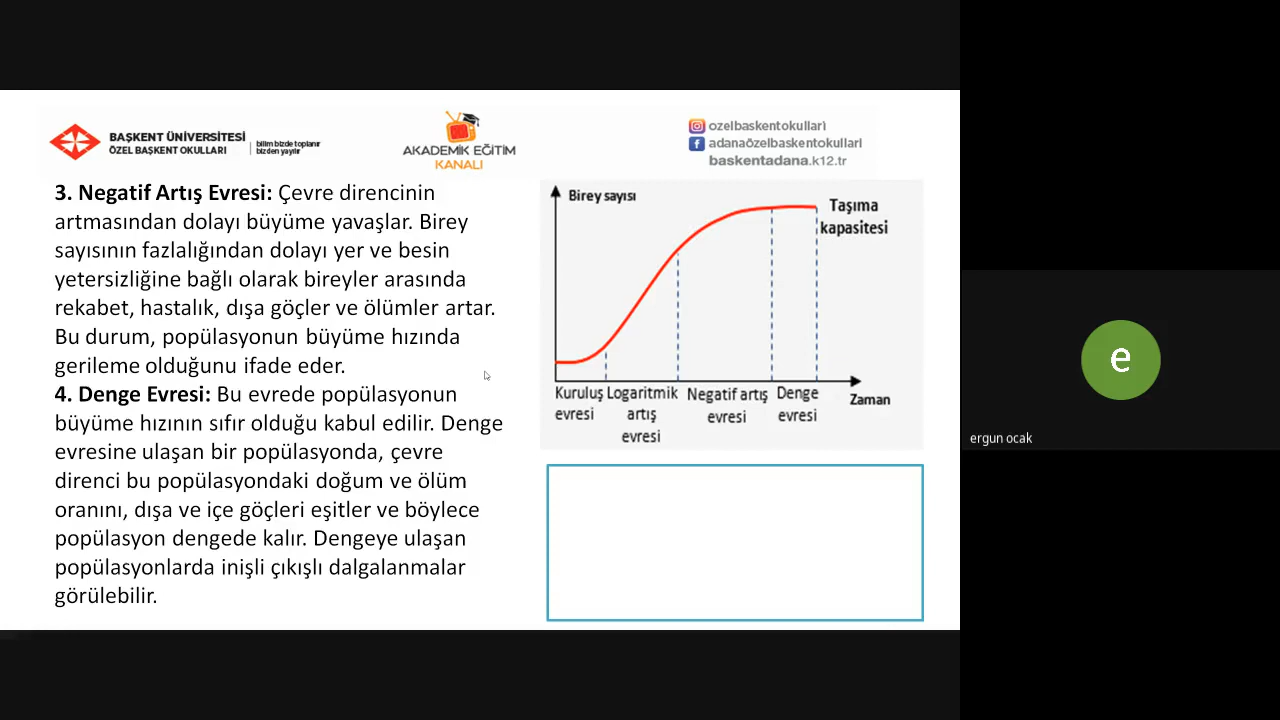 BAŞKENT ÜNİVERSİTESİ
ÖZEL BAŞKENT OKULLARI
bilim bizde toplanır
bizden yayılır
AKADEMİK EĞİTİM
KANALI
ozelbaskentokullari
adanaözelbaskentokullari
baskentadana.k12.tr
3. Negatif Artış Evresi: Çevre direncinin
artmasından dolayı büyüme yavaşlar. Birey
sayısının fazlalığından dolayı yer ve besin
yetersizliğine bağlı olarak bireyler arasında
rekabet, hastalık, dışa göçler ve ölümler artar.
Bu durum, popülasyonun büyüme hızında
gerileme olduğunu ifade eder.
4. Denge Evresi: Bu evrede popülasyonun
büyüme hızının sıfır olduğu kabul edilir. Denge
evresine ulaşan bir popülasyonda, çevre
direnci bu popülasyondaki doğum ve ölüm
oranını, dışa ve içe göçleri eşitler ve böylece
popülasyon dengede kalır. Dengeye ulaşan
popülasyonlarda inişli çıkışlı dalgalanmalar
görülebilir.
Birey sayısı
Taşıma
kapasitesi
Kuruluş
evresi
Logaritmik
artış
evresi
Negatif artış
evresi
Denge
evresi
Zaman
e
ergun ocak